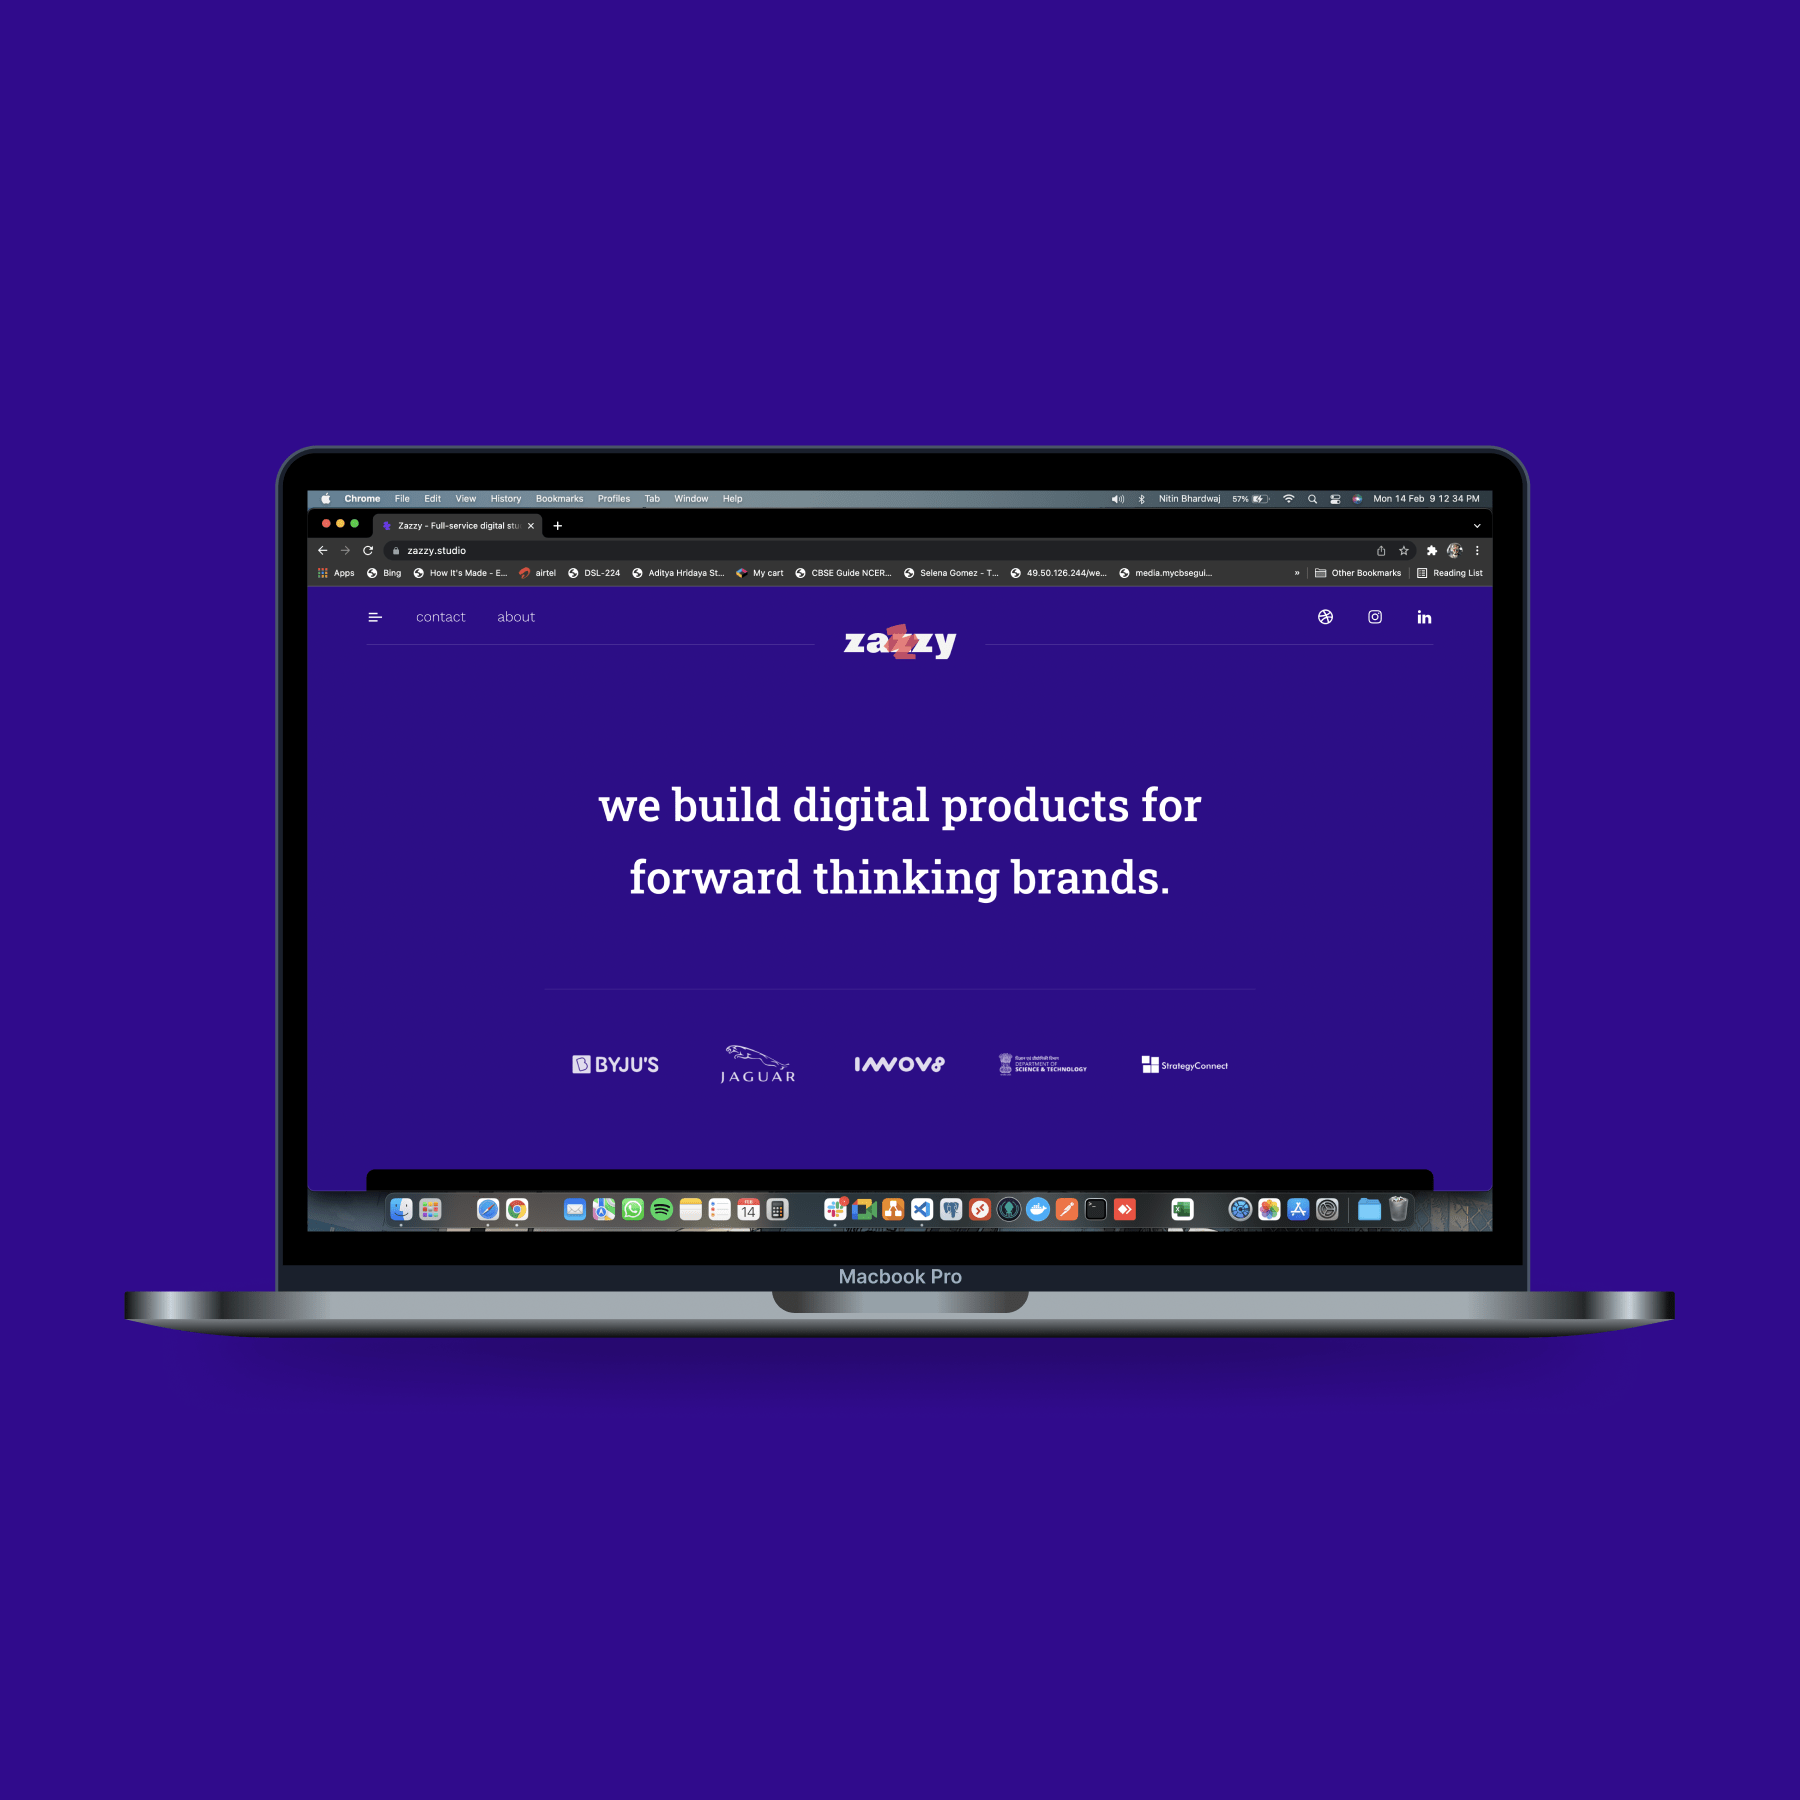 Chrome File Edit View History Bookmarks Profiles Tab Window Help Nitin Bhardwaj 57% Mon 14 Feb 9 12 34 PM
Zazzy - Full-service digital stu
zazzy.studio
Apps Bing How It's Made - E... airtel DSL-224 Aditya Hridaya St... My cart CBSE Guide NCER... Selena Gomez - T... 49.50.126.244/we... media.mycbsegui... » Other Bookmarks Reading List
contact about
zazzy
we build digital products for
forward thinking brands.
BYJU'S JAGUAR INNOV8
DEPARTMENT OF
SCIENCE & TECHNOLOGY
StrategyConnect
FEB
14
Macbook Pro